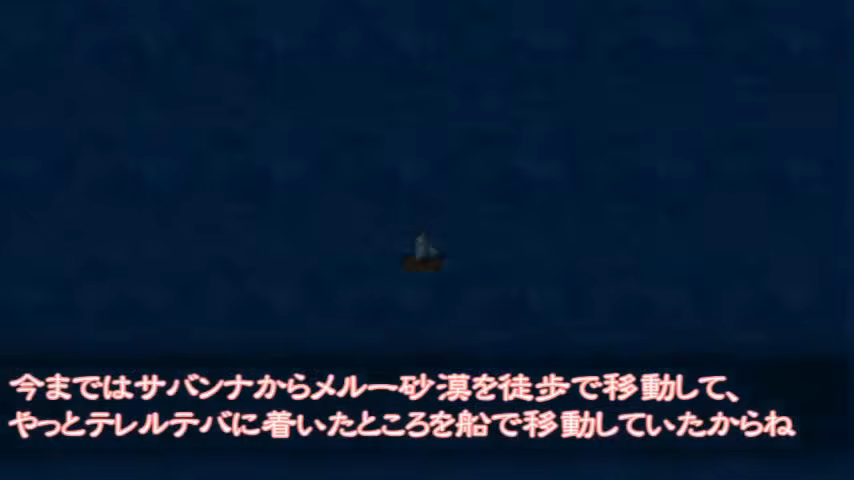 今まではサバンナからメルー砂漠を徒歩で移動して、
やっとテレルテバに着いたところを船で移動していたからね